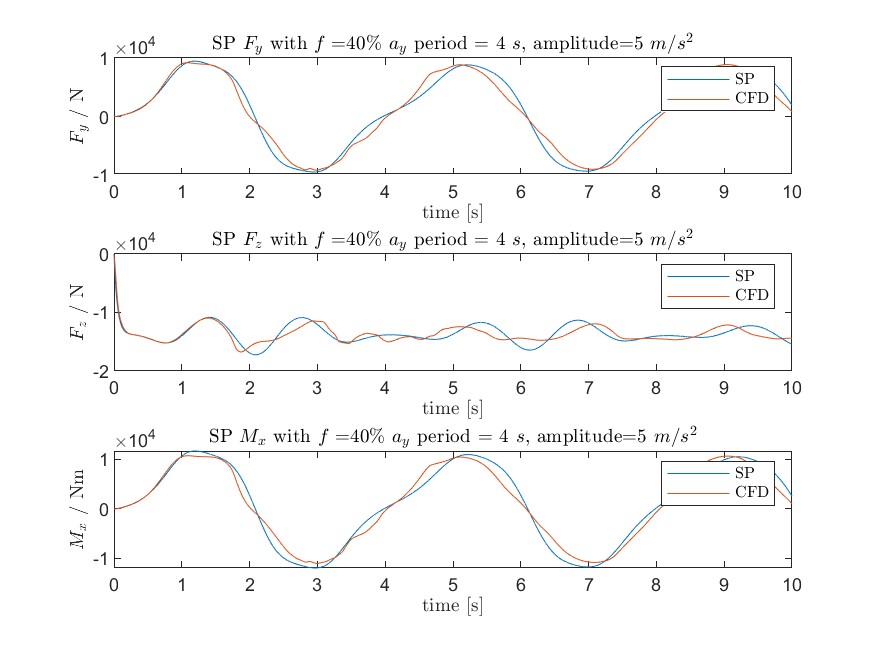 SP F_y with f =40% a_y period = 4 s, amplitude=5 m/s^2
×10^4
1
0
-1
F_y / N
SP
CFD
0 1 2 3 4 5 6 7 8 9 10
time [s]
SP F_z with f =40% a_y period = 4 s, amplitude=5 m/s^2
×10^4
0
-1
-2
F_z / N
SP
CFD
0 1 2 3 4 5 6 7 8 9 10
time [s]
SP M_x with f =40% a_y period = 4 s, amplitude=5 m/s^2
×10^4
1
0
-1
M_x / Nm
SP
CFD
0 1 2 3 4 5 6 7 8 9 10
time [s]